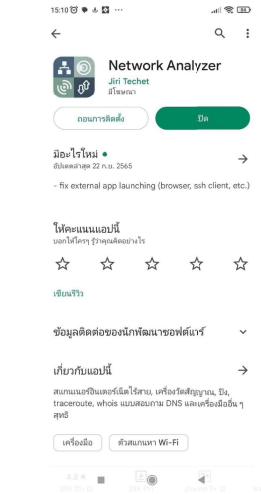 15:10
84
Network Analyzer
Jiri Techet
มีโฆษณา
ถอนการติดตั้ง
ปิด
มีอะไรใหม่ •
อัปเดตล่าสุด 22 ก.ย. 2565
- fix external app launching (browser, ssh client, etc.)
ให้คะแนนแอปนี้
บอกให้ใครๆ รู้ว่าคุณคิดอย่างไร
เขียนรีวิว
ข้อมูลติดต่อของนักพัฒนาซอฟต์แวร์
เกี่ยวกับแอปนี้
สแกนเนอร์อินเตอร์เน็ตไร้สาย, เครื่องวัดสัญญาณ, ปิง,
traceroute, whois แบบสอบถาม DNS และเครื่องมืออื่น ๆ
สุทธิ
เครื่องมือ
ตัวสแกนหา Wi-Fi